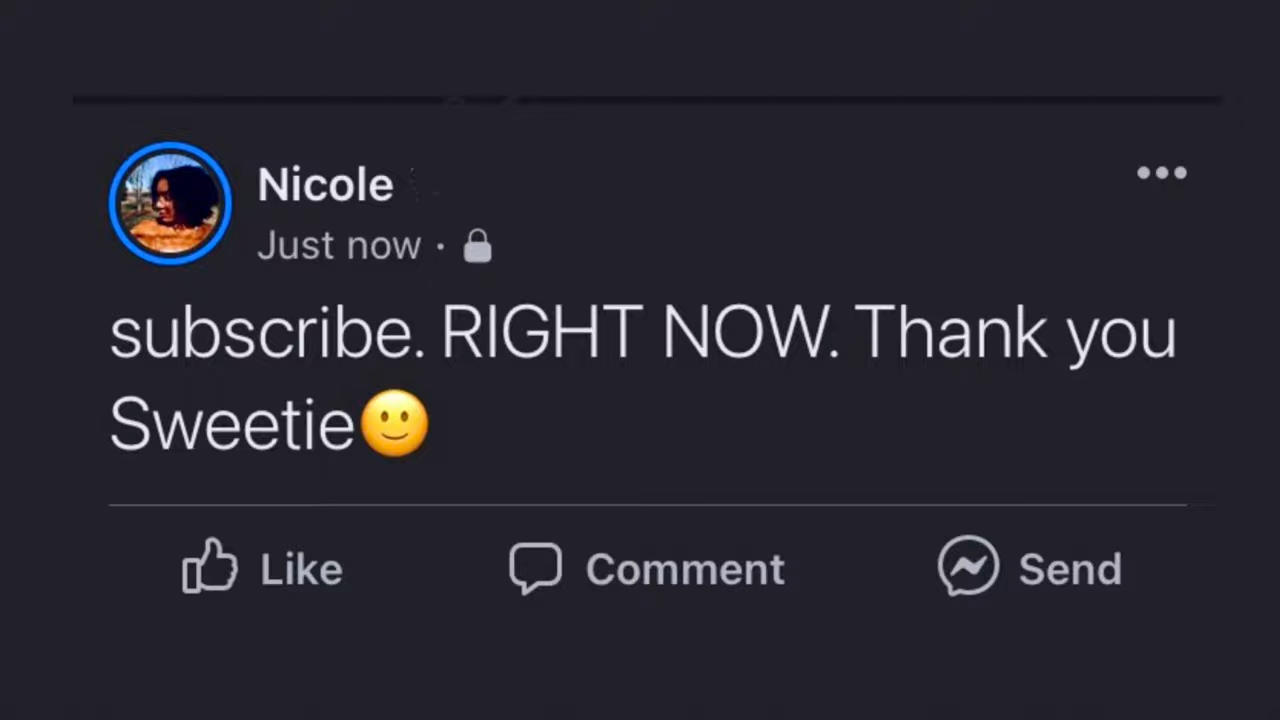 Nicole
Just now ·
subscribe. RIGHT NOW. Thank you
Sweetie🙂
Like Comment Send